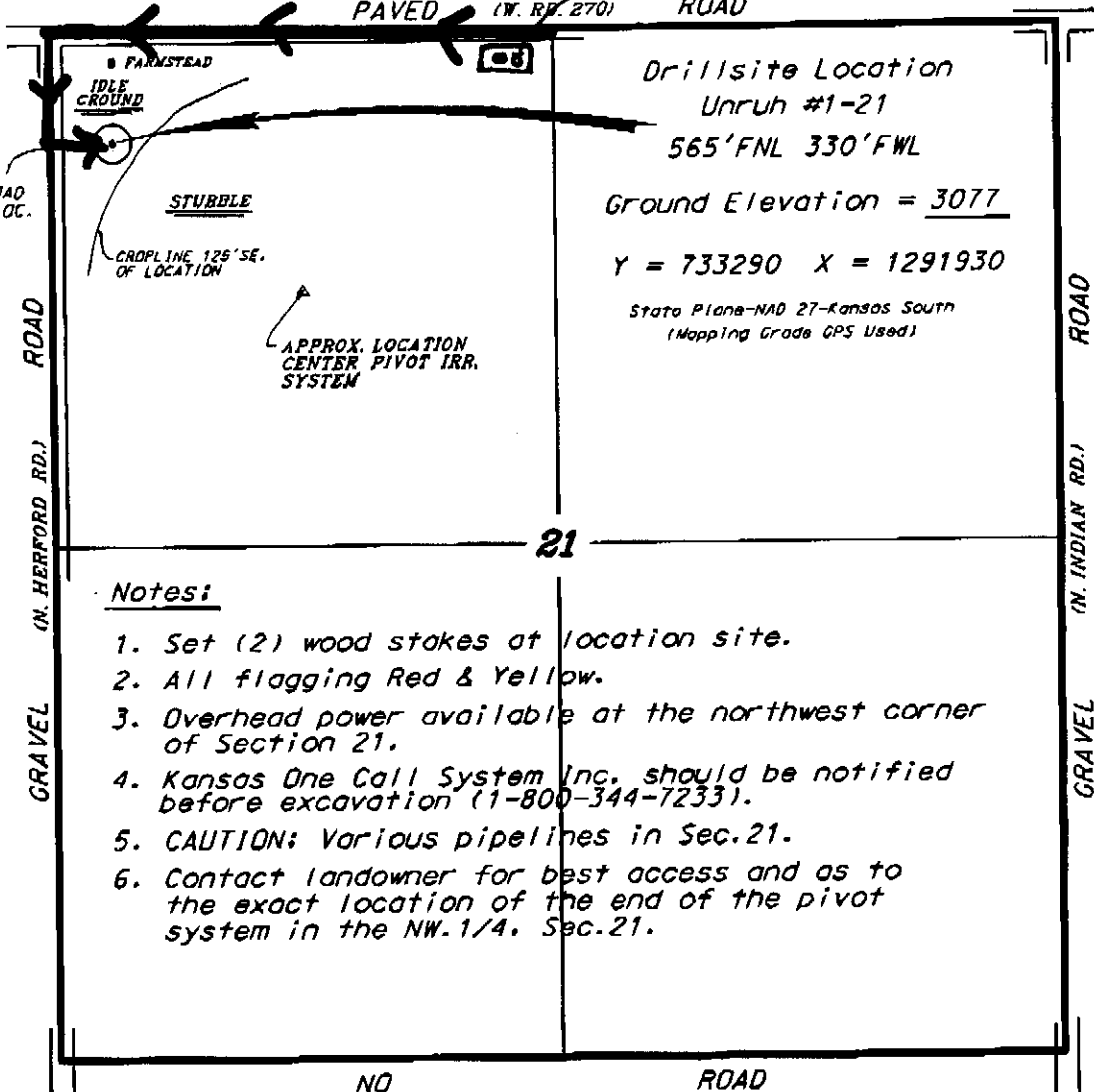 PAVED (W. RD. 270) ROAD
FARMSTEAD
IDLE
GROUND
OC.
STUBBLE
CROPLINE 125'SE.
OF LOCATION
APPROX. LOCATION
CENTER PIVOT IRR.
SYSTEM
Drillsite Location
Unruh #1-21
565'FNL 330'FWL
Ground Elevation = 3077
Y = 733290 X = 1291930
State Plane-NAD 27-Kansas South
(Mapping Grade GPS Used)
GRAVEL (N. HERFORD RD.) ROAD
GRAVEL (N. INDIAN RD.) ROAD
21
Notes:
1. Set (2) wood stakes at location site.
2. All flagging Red & Yellow.
3. Overhead power available at the northwest corner
of Section 21.
4. Kansas One Call System Inc. should be notified
before excavation (1-800-344-7233).
5. CAUTION: Various pipelines in Sec.21.
6. Contact landowner for best access and as to
the exact location of the end of the pivot
system in the NW.1/4. Sec.21.
NO ROAD